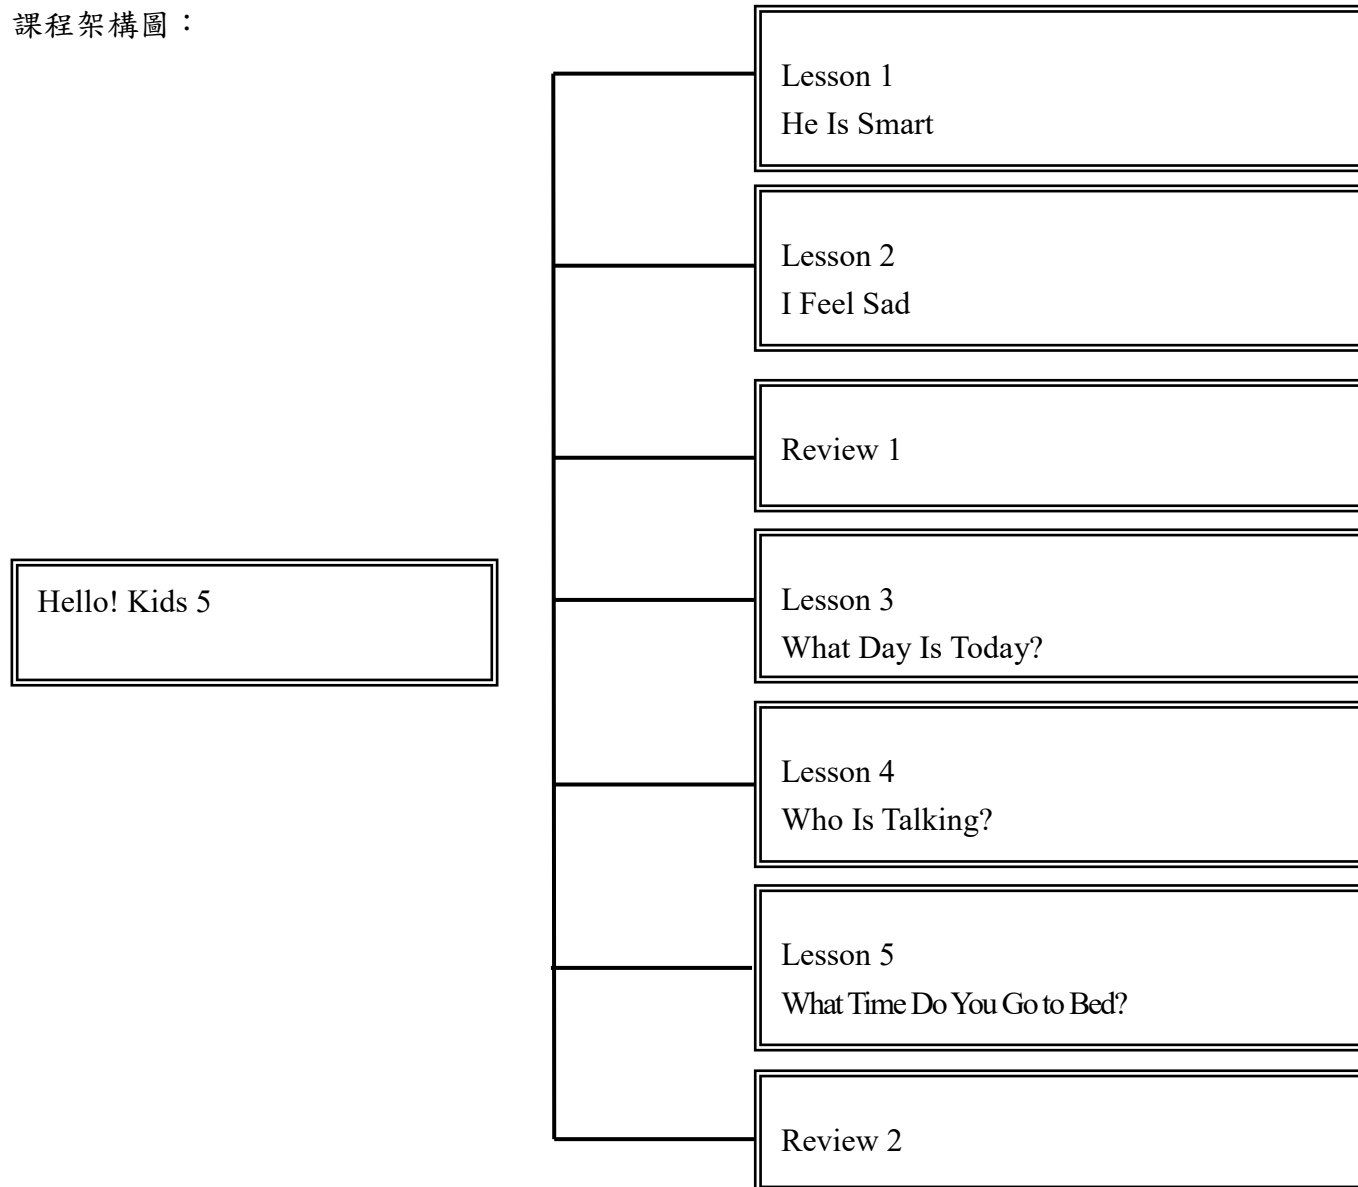 課程架構圖：
Lesson 1
He Is Smart
Lesson 2
I Feel Sad
Review 1
Hello! Kids 5
Lesson 3
What Day Is Today?
Lesson 4
Who Is Talking?
Lesson 5
What Time Do You Go to Bed?
Review 2